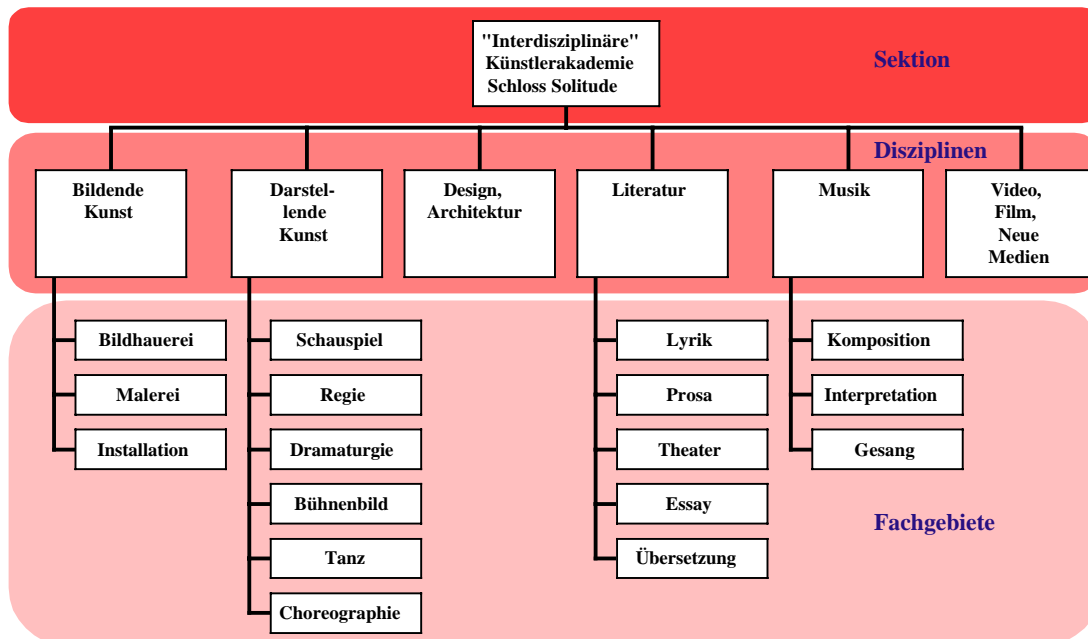 "Interdisziplinäre"
Künstlerakademie
Schloss Solitude
Sektion
Disziplinen
Bildende
Kunst
Darstel-
lende
Kunst
Design,
Architektur
Literatur
Musik
Video,
Film,
Neue
Medien
Bildhauerei
Malerei
Installation
Schauspiel
Regie
Dramaturgie
Bühnenbild
Tanz
Choreographie
Lyrik
Prosa
Theater
Essay
Übersetzung
Komposition
Interpretation
Gesang
Fachgebiete